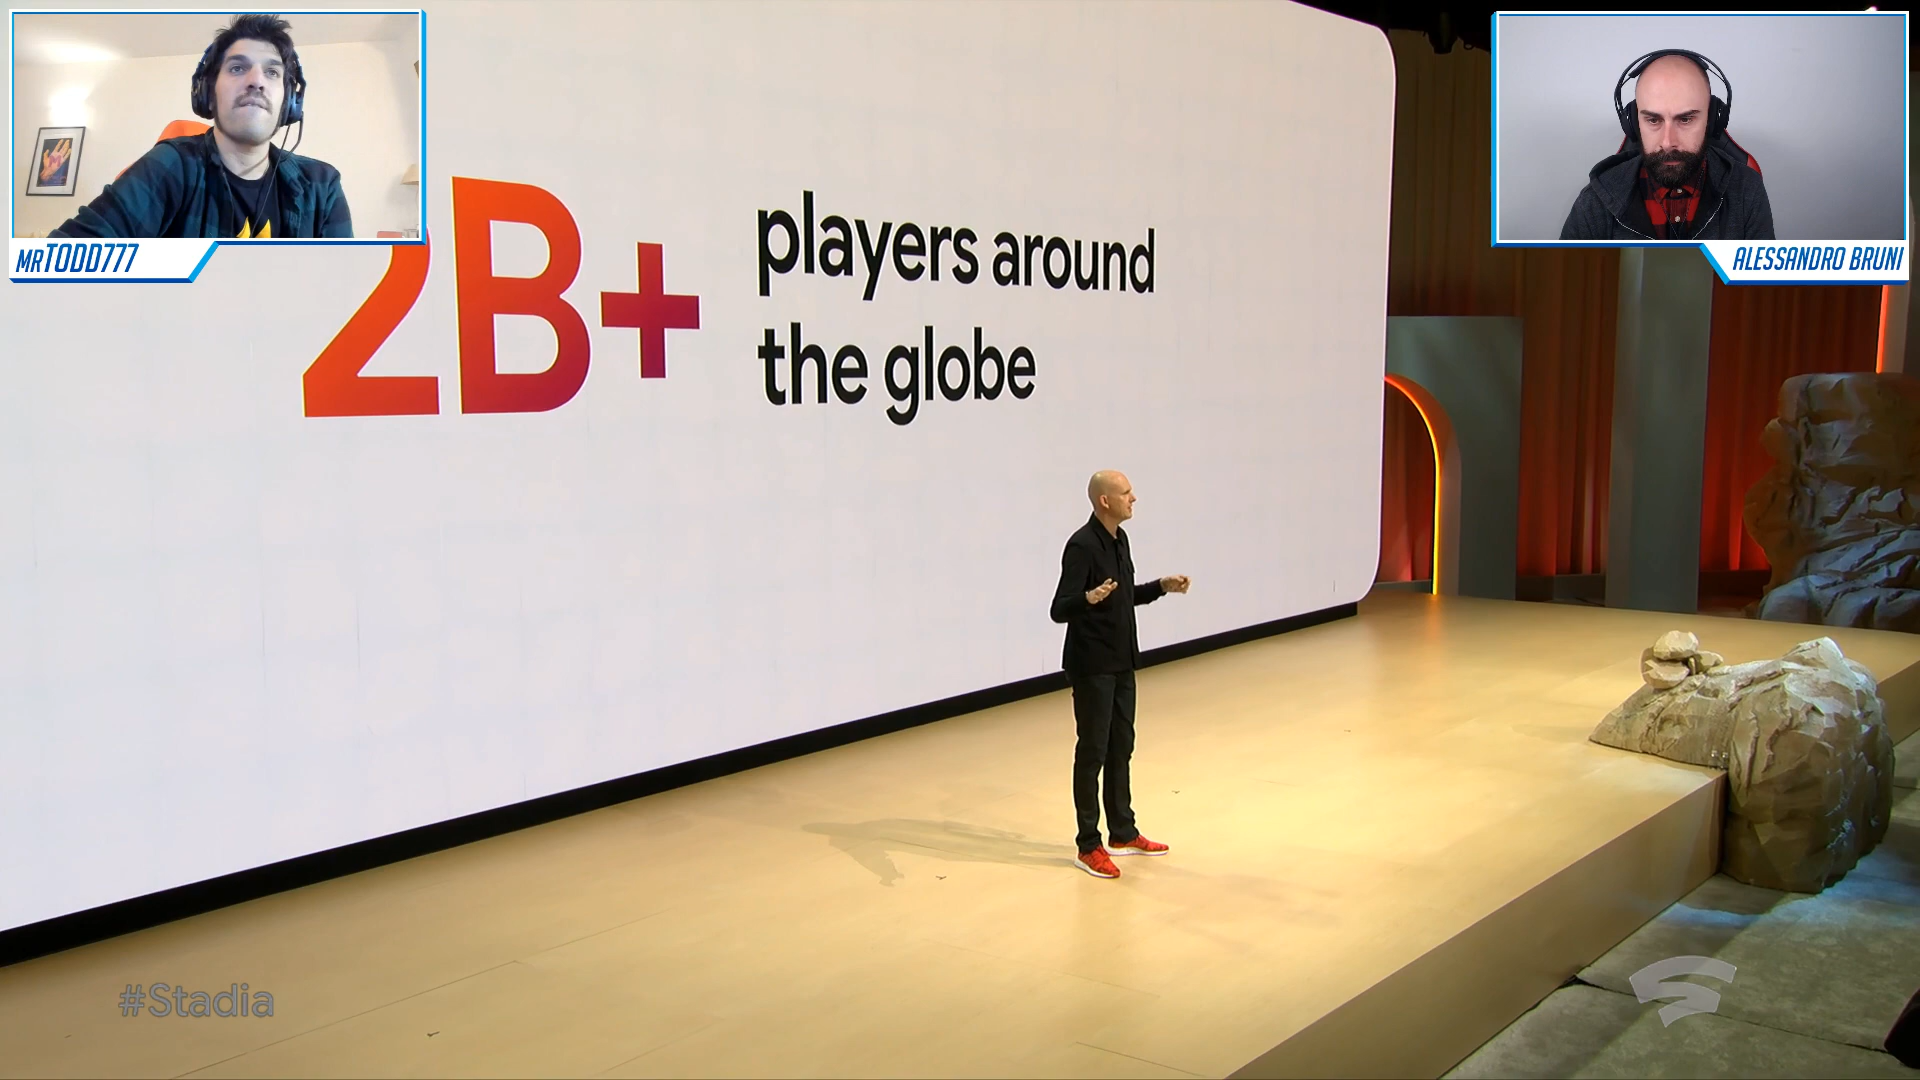 MRTODD777
ALESSANDRO BRUNI
2B+
players around
the globe
#Stadia